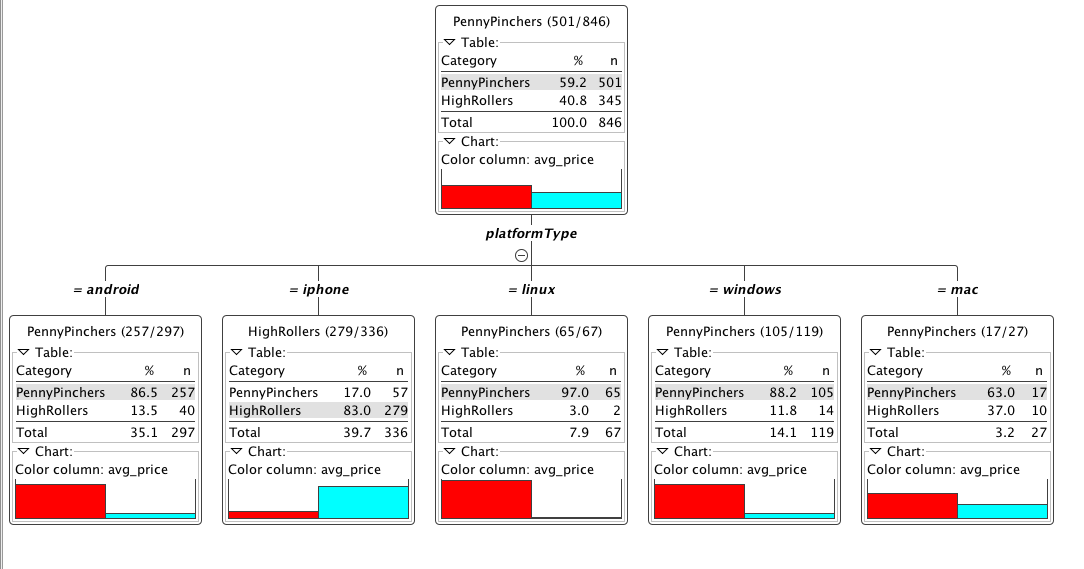 PennyPinchers (501/846)
Table:
Category % n
PennyPinchers 59.2 501
HighRollers 40.8 345
Total 100.0 846
Chart:
Color column: avg_price
platformType
= android
= iphone
= linux
= windows
= mac
PennyPinchers (257/297)
Table:
Category % n
PennyPinchers 86.5 257
HighRollers 13.5 40
Total 35.1 297
Chart:
Color column: avg_price
HighRollers (279/336)
Table:
Category % n
PennyPinchers 17.0 57
HighRollers 83.0 279
Total 39.7 336
Chart:
Color column: avg_price
PennyPinchers (65/67)
Table:
Category % n
PennyPinchers 97.0 65
HighRollers 3.0 2
Total 7.9 67
Chart:
Color column: avg_price
PennyPinchers (105/119)
Table:
Category % n
PennyPinchers 88.2 105
HighRollers 11.8 14
Total 14.1 119
Chart:
Color column: avg_price
PennyPinchers (17/27)
Table:
Category % n
PennyPinchers 63.0 17
HighRollers 37.0 10
Total 3.2 27
Chart:
Color column: avg_price